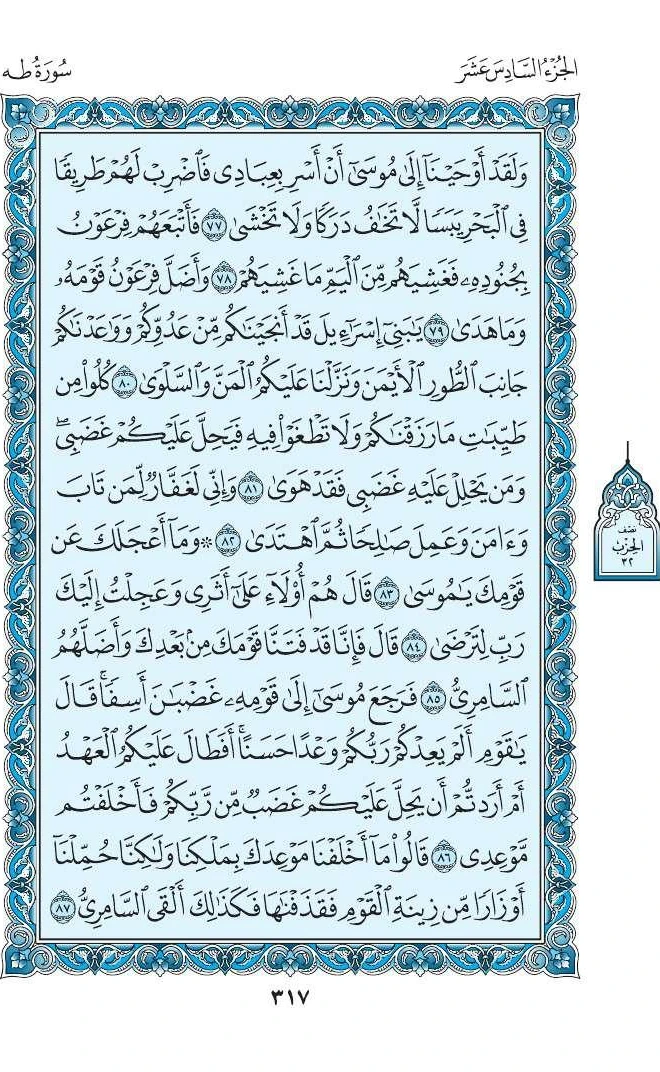 الجُزْءُ السَّادِسَ عَشَرَ
سُورَةُ طه
وَلَقَدْ أَوْحَيْنَآ إِلَىٰ مُوسَىٰٓ أَنْ أَسْرِ بِعِبَادِى فَٱضْرِبْ لَهُمْ طَرِيقًا
فِى ٱلْبَحْرِ يَبَسًا لَّا تَخَٰفُ دَرَكًا وَلَا تَخْشَىٰ ٧٧ فَأَتْبَعَهُمْ فِرْعَوْنُ
بِجُنُودِهِۦ فَغَشِيَهُم مِّنَ ٱلْيَمِّ مَا غَشِيَهُمْ ٧٨ وَأَضَلَّ فِرْعَوْنُ قَوْمَهُۥ
وَمَا هَدَىٰ ٧٩ يَٰبَنِىٓ إِسْرَٰٓءِيلَ قَدْ أَنجَيْنَٰكُم مِّنْ عَدُوِّكُمْ وَوَٰعَدْنَٰكُمْ
جَانِبَ ٱلطُّورِ ٱلْأَيْمَنَ وَنَزَّلْنَا عَلَيْكُمُ ٱلْمَنَّ وَٱلسَّلْوَىٰ ٨٠ كُلُوا۟ مِن
طَيِّبَٰتِ مَا رَزَقْنَٰكُمْ وَلَا تَطْغَوْا۟ فِيهِ فَيَحِلَّ عَلَيْكُمْ غَضَبِى ۖ
وَمَن يَحْلِلْ عَلَيْهِ غَضَبِى فَقَدْ هَوَىٰ ٨١ وَإِنِّى لَغَفَّارٌ لِّمَن تَابَ
وَءَامَنَ وَعَمِلَ صَٰلِحًا ثُمَّ ٱهْتَدَىٰ ٨٢ * وَمَآ أَعْجَلَكَ عَن
قَوْمِكَ يَٰمُوسَىٰ ٨٣ قَالَ هُمْ أُو۟لَآءِ عَلَىٰٓ أَثَرِى وَعَجِلْتُ إِلَيْكَ
رَبِّ لِتَرْضَىٰ ٨٤ قَالَ فَإِنَّا قَدْ فَتَنَّا قَوْمَكَ مِنۢ بَعْدِكَ وَأَضَلَّهُمُ
ٱلسَّامِرِىُّ ٨٥ فَرَجَعَ مُوسَىٰٓ إِلَىٰ قَوْمِهِۦ غَضْبَٰنَ أَسِفًا ۚ قَالَ
يَٰقَوْمِ أَلَمْ يَعِدْكُمْ رَبُّكُمْ وَعْدًا حَسَنًا ۚ أَفَطَالَ عَلَيْكُمُ ٱلْعَهْدُ
أَمْ أَرَدتُّمْ أَن يَحِلَّ عَلَيْكُمْ غَضَبٌ مِّن رَّبِّكُمْ فَأَخْلَفْتُم
مَّوْعِدِى ٨٦ قَالُوا۟ مَآ أَخْلَفْنَا مَوْعِدَكَ بِمَلْكِنَا وَلَٰكِنَّا حُمِّلْنَآ
أَوْزَارًا مِّن زِينَةِ ٱلْقَوْمِ فَقَذَفْنَٰهَا فَكَذَٰلِكَ أَلْقَى ٱلسَّامِرِىُّ ٨٧
نصف
الحزب
٣٢
٣١٧